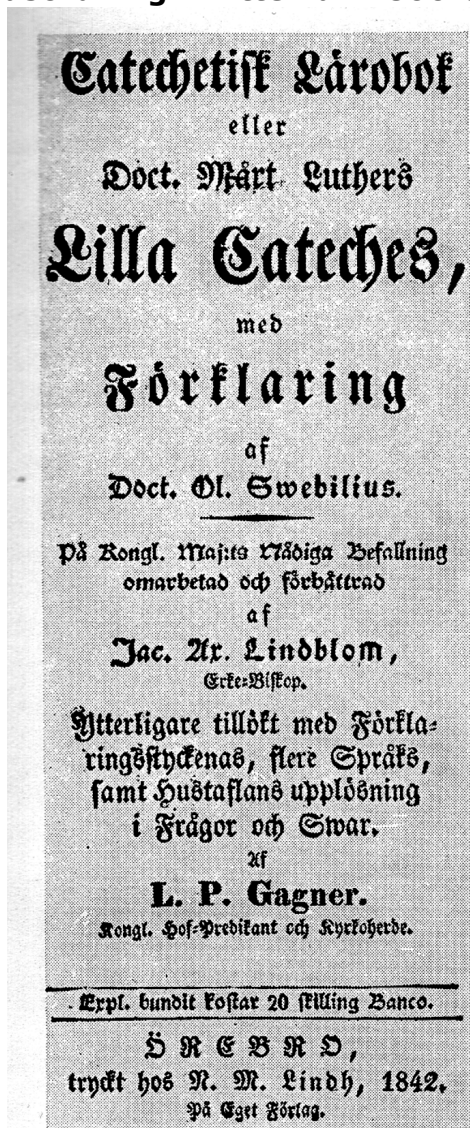 Catechetisk Lärobok
eller
Doct. Mårt. Luthers
Lilla Cateches,
med
Förklaring
af
Doct. Ol. Swebilius.
På Kongl. Maj:ts Nådiga Befallning
omarbetad och förbättrad
af
Jac. Ax. Lindblom,
Erke-Biskop.
Ytterligare tillökt med Förkla-
ringsstyckenas, flere Språks,
samt Hustaflans upplösning
i Frågor och Swar.
Af
L. P. Gagner.
Kongl. Hof-Predikant och Kyrkoherde.
Expl. bundit kostar 20 skilling Banco.
ÖREBRO,
tryckt hos N. M. Lindh, 1842.
På Eget Förlag.